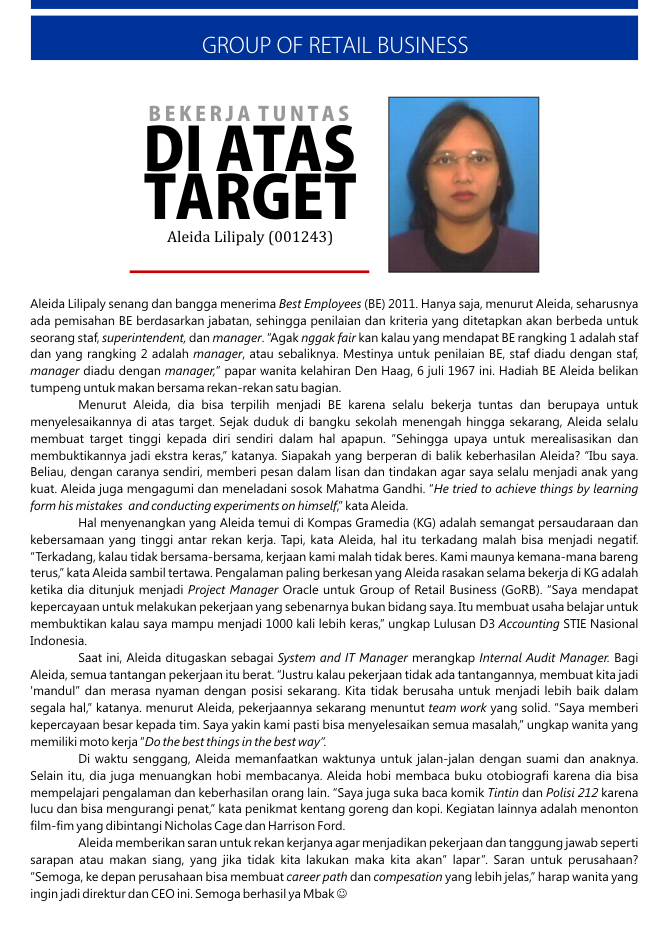 GROUP OF RETAIL BUSINESS
BEKERJA TUNTAS
DI ATAS
TARGET
Aleida Lilipaly (001243)
Aleida Lilipaly senang dan bangga menerima Best Employees (BE) 2011. Hanya saja, menurut Aleida, seharusnya
ada pemisahan BE berdasarkan jabatan, sehingga penilaian dan kriteria yang ditetapkan akan berbeda untuk
seorang staf, superintendent, dan manager. “Agak nggak fair kan kalau yang mendapat BE rangking 1 adalah staf
dan yang rangking 2 adalah manager, atau sebaliknya. Mestinya untuk penilaian BE, staf diadu dengan staf,
manager diadu dengan manager,” papar wanita kelahiran Den Haag, 6 juli 1967 ini. Hadiah BE Aleida belikan
tumpeng untuk makan bersama rekan-rekan satu bagian.
Menurut Aleida, dia bisa terpilih menjadi BE karena selalu bekerja tuntas dan berupaya untuk
menyelesaikannya di atas target. Sejak duduk di bangku sekolah menengah hingga sekarang, Aleida selalu
membuat target tinggi kepada diri sendiri dalam hal apapun. “Sehingga upaya untuk merealisasikan dan
membuktikannya jadi ekstra keras,” katanya. Siapakah yang berperan di balik keberhasilan Aleida? “Ibu saya.
Beliau, dengan caranya sendiri, memberi pesan dalam lisan dan tindakan agar saya selalu menjadi anak yang
kuat. Aleida juga mengagumi dan meneladani sosok Mahatma Gandhi. “He tried to achieve things by learning
form his mistakes and conducting experiments on himself,” kata Aleida.
Hal menyenangkan yang Aleida temui di Kompas Gramedia (KG) adalah semangat persaudaraan dan
kebersamaan yang tinggi antar rekan kerja. Tapi, kata Aleida, hal itu terkadang malah bisa menjadi negatif.
“Terkadang, kalau tidak bersama-bersama, kerjaan kami malah tidak beres. Kami maunya kemana-mana bareng
terus,” kata Aleida sambil tertawa. Pengalaman paling berkesan yang Aleida rasakan selama bekerja di KG adalah
ketika dia ditunjuk menjadi Project Manager Oracle untuk Group of Retail Business (GoRB). “Saya mendapat
kepercayaan untuk melakukan pekerjaan yang sebenarnya bukan bidang saya. Itu membuat usaha belajar untuk
membuktikan kalau saya mampu menjadi 1000 kali lebih keras,” ungkap Lulusan D3 Accounting STIE Nasional
Indonesia.
Saat ini, Aleida ditugaskan sebagai System and IT Manager merangkap Internal Audit Manager. Bagi
Aleida, semua tantangan pekerjaan itu berat. “Justru kalau pekerjaan tidak ada tantangannya, membuat kita jadi
'mandul” dan merasa nyaman dengan posisi sekarang. Kita tidak berusaha untuk menjadi lebih baik dalam
segala hal,” katanya. menurut Aleida, pekerjaannya sekarang menuntut team work yang solid. “Saya memberi
kepercayaan besar kepada tim. Saya yakin kami pasti bisa menyelesaikan semua masalah,” ungkap wanita yang
memiliki moto kerja “Do the best things in the best way”.
Di waktu senggang, Aleida memanfaatkan waktunya untuk jalan-jalan dengan suami dan anaknya.
Selain itu, dia juga menuangkan hobi membacanya. Aleida hobi membaca buku otobiografi karena dia bisa
mempelajari pengalaman dan keberhasilan orang lain. “Saya juga suka baca komik Tintin dan Polisi 212 karena
lucu dan bisa mengurangi penat,” kata penikmat kentang goreng dan kopi. Kegiatan lainnya adalah menonton
film-fim yang dibintangi Nicholas Cage dan Harrison Ford.
Aleida memberikan saran untuk rekan kerjanya agar menjadikan pekerjaan dan tanggung jawab seperti
sarapan atau makan siang, yang jika tidak kita lakukan maka kita akan” lapar”. Saran untuk perusahaan?
“Semoga, ke depan perusahaan bisa membuat career path dan compesation yang lebih jelas,” harap wanita yang
ingin jadi direktur dan CEO ini. Semoga berhasil ya Mbak ☺